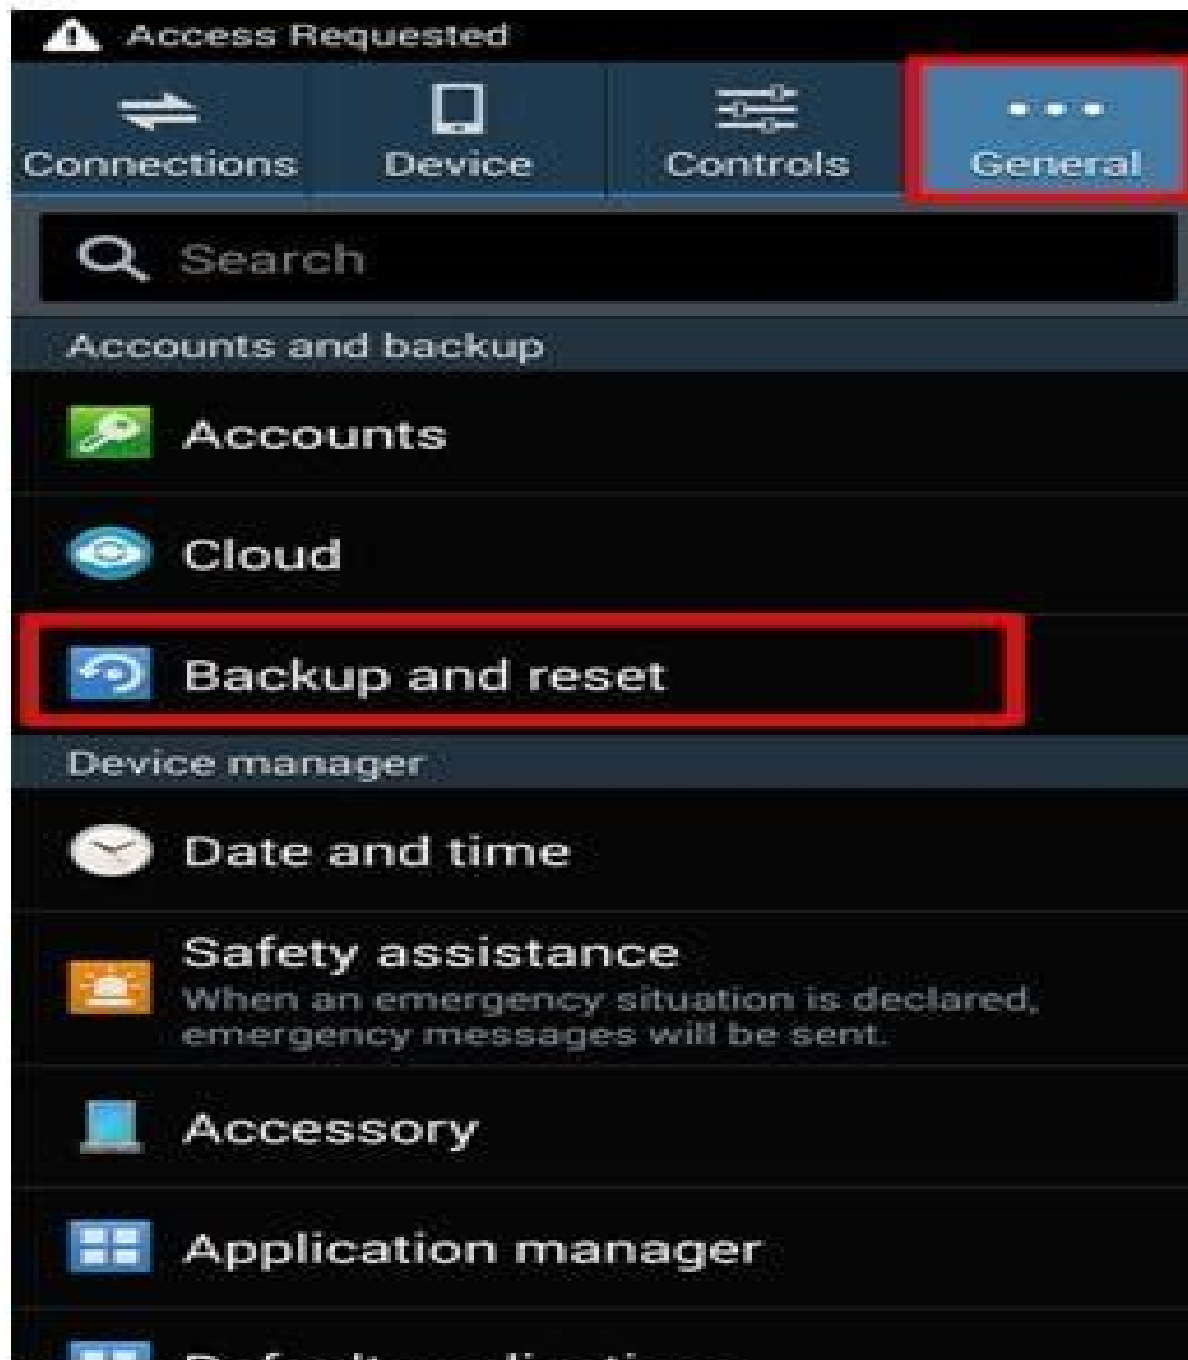 Access Requested
Connections
Device
Controls
General
Search
Accounts and backup
Accounts
Cloud
Backup and reset
Device manager
Date and time
Safety assistance
When an emergency situation is declared,
emergency messages will be sent.
Accessory
Application manager